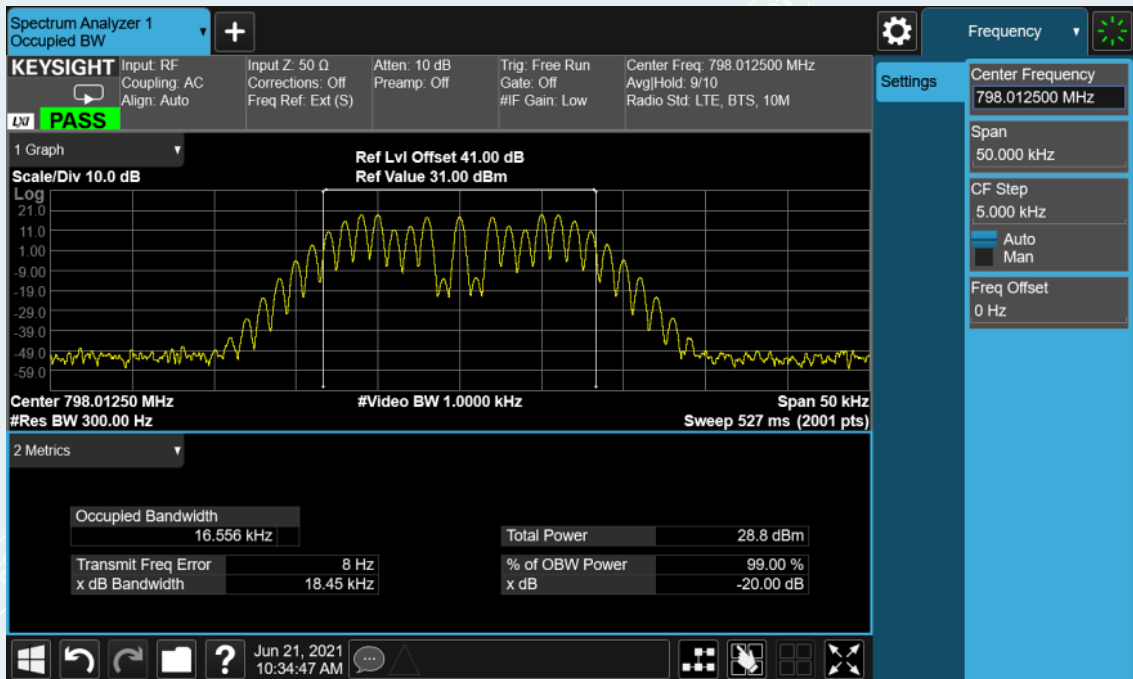 Spectrum Analyzer 1
Occupied BW
+
Frequency
KEYSIGHT
LXI
PASS
Input: RF
Coupling: AC
Align: Auto
Input Z: 50 Ω
Corrections: Off
Freq Ref: Ext (S)
Atten: 10 dB
Preamp: Off
Trig: Free Run
Gate: Off
#IF Gain: Low
Center Freq: 798.012500 MHz
Avg|Hold: 9/10
Radio Std: LTE, BTS, 10M
Settings
Center Frequency
798.012500 MHz
Span
50.000 kHz
CF Step
5.000 kHz
Auto
Man
Freq Offset
0 Hz
1 Graph
Scale/Div 10.0 dB
Ref Lvl Offset 41.00 dB
Ref Value 31.00 dBm
Log
21.0
11.0
1.00
-9.00
-19.0
-29.0
-39.0
-49.0
-59.0
Center 798.01250 MHz
#Video BW 1.0000 kHz
Span 50 kHz
#Res BW 300.00 Hz
Sweep 527 ms (2001 pts)
2 Metrics
Occupied Bandwidth
16.556 kHz
Total Power 28.8 dBm
Transmit Freq Error 8 Hz
% of OBW Power 99.00 %
x dB Bandwidth 18.45 kHz
x dB -20.00 dB
?
Jun 21, 2021
10:34:47 AM